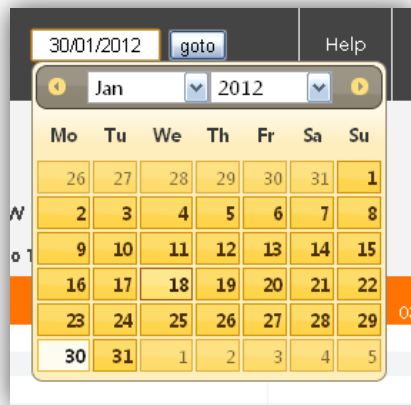 30/01/2012 goto Help
Jan 2012
Mo Tu We Th Fr Sa Su
26 27 28 29 30 31 1
2 3 4 5 6 7 8
9 10 11 12 13 14 15
16 17 18 19 20 21 22
23 24 25 26 27 28 29
30 31 1 2 3 4 5